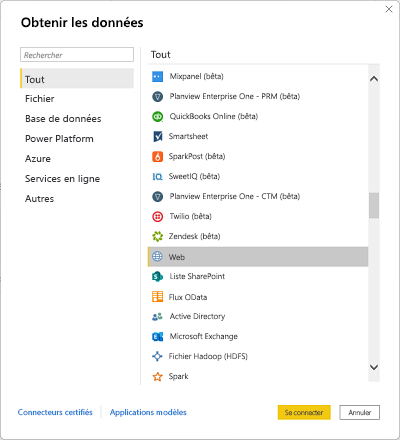 Obtenir les données
Rechercher
Tout
Fichier
Base de données
Power Platform
Azure
Services en ligne
Autres
Tout
Mixpanel (bêta)
Planview Enterprise One - PRM (bêta)
QuickBooks Online (bêta)
Smartsheet
SparkPost (bêta)
SweetIQ (bêta)
Planview Enterprise One - CTM (bêta)
Twilio (bêta)
Zendesk (bêta)
Web
Liste SharePoint
Flux OData
Active Directory
Microsoft Exchange
Fichier Hadoop (HDFS)
Spark
Connecteurs certifiés
Applications modèles
Se connecter
Annuler